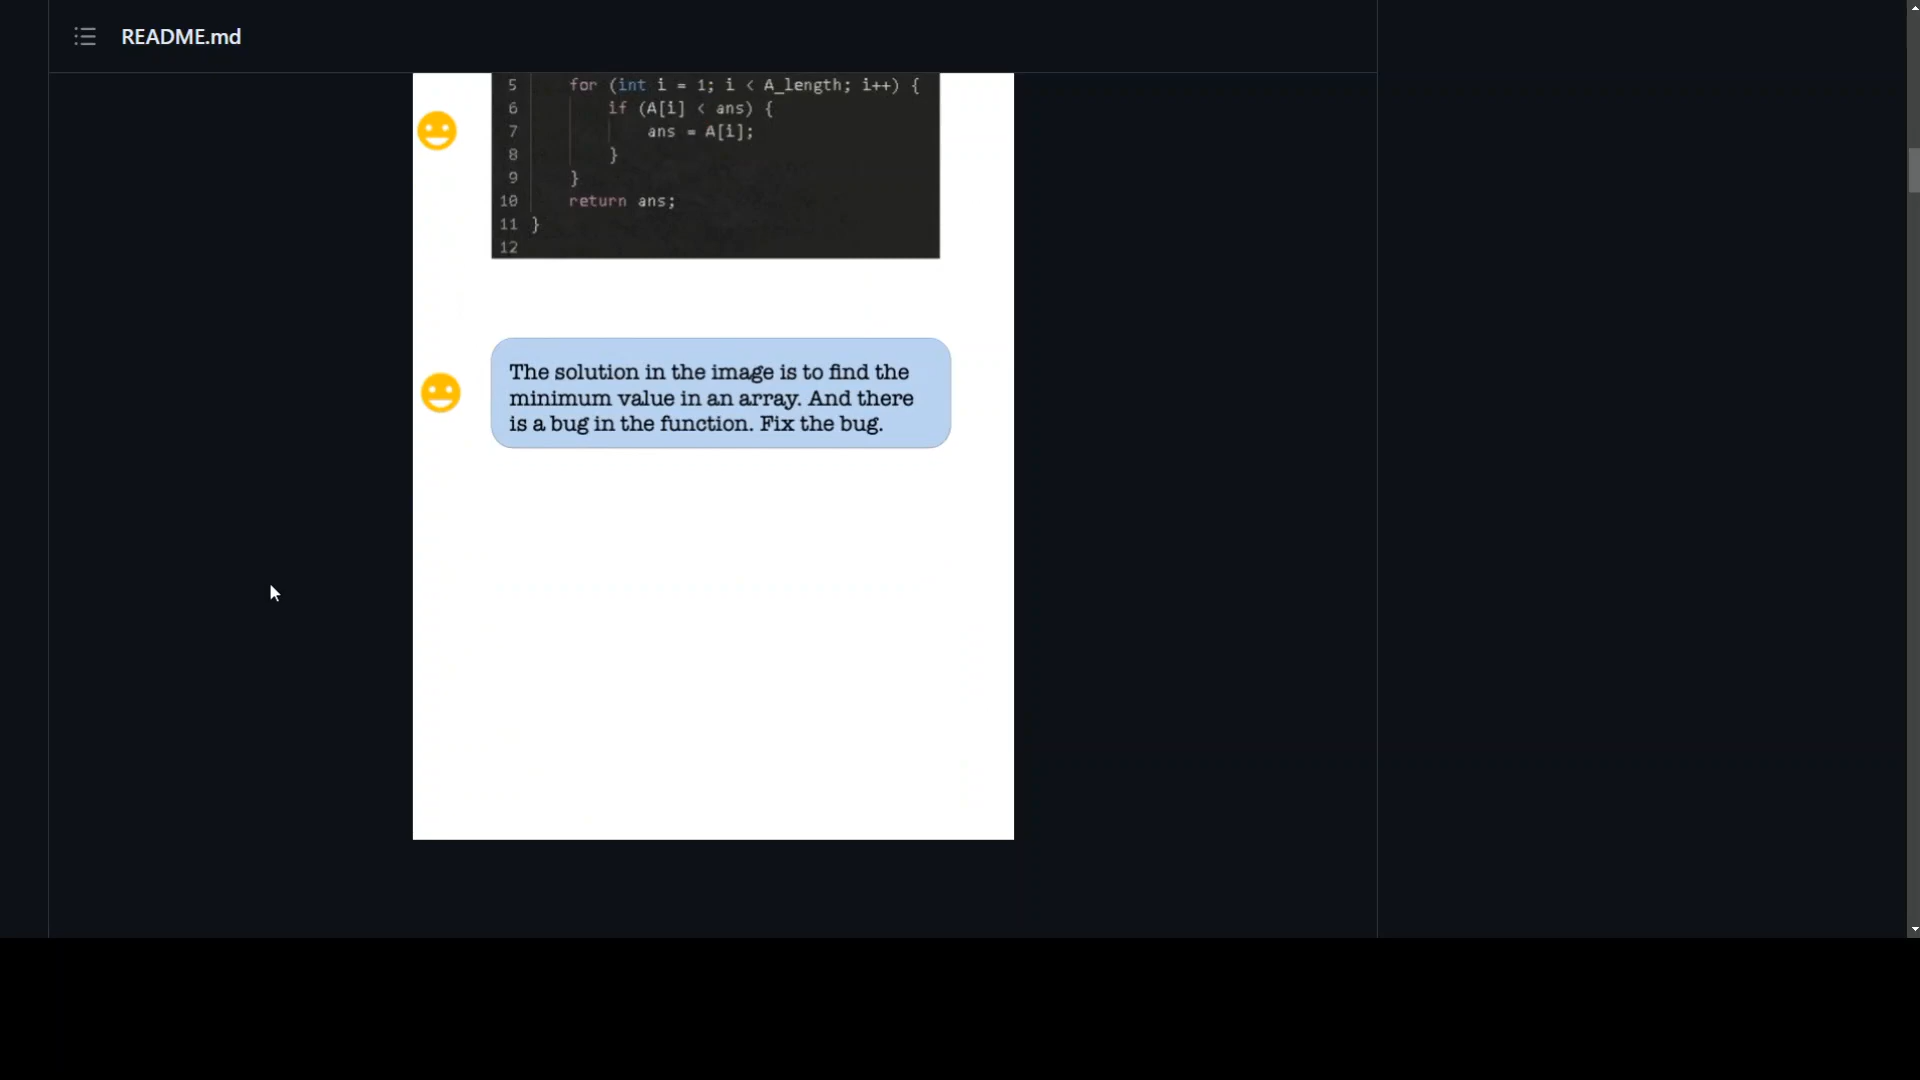 README.md
5 for (int i = 1; i < A_length; i++) {
6 if (A[i] < ans) {
7 ans = A[i];
8 }
9 }
10 return ans;
11 }
12
The solution in the image is to find the
minimum value in an array. And there
is a bug in the function. Fix the bug.